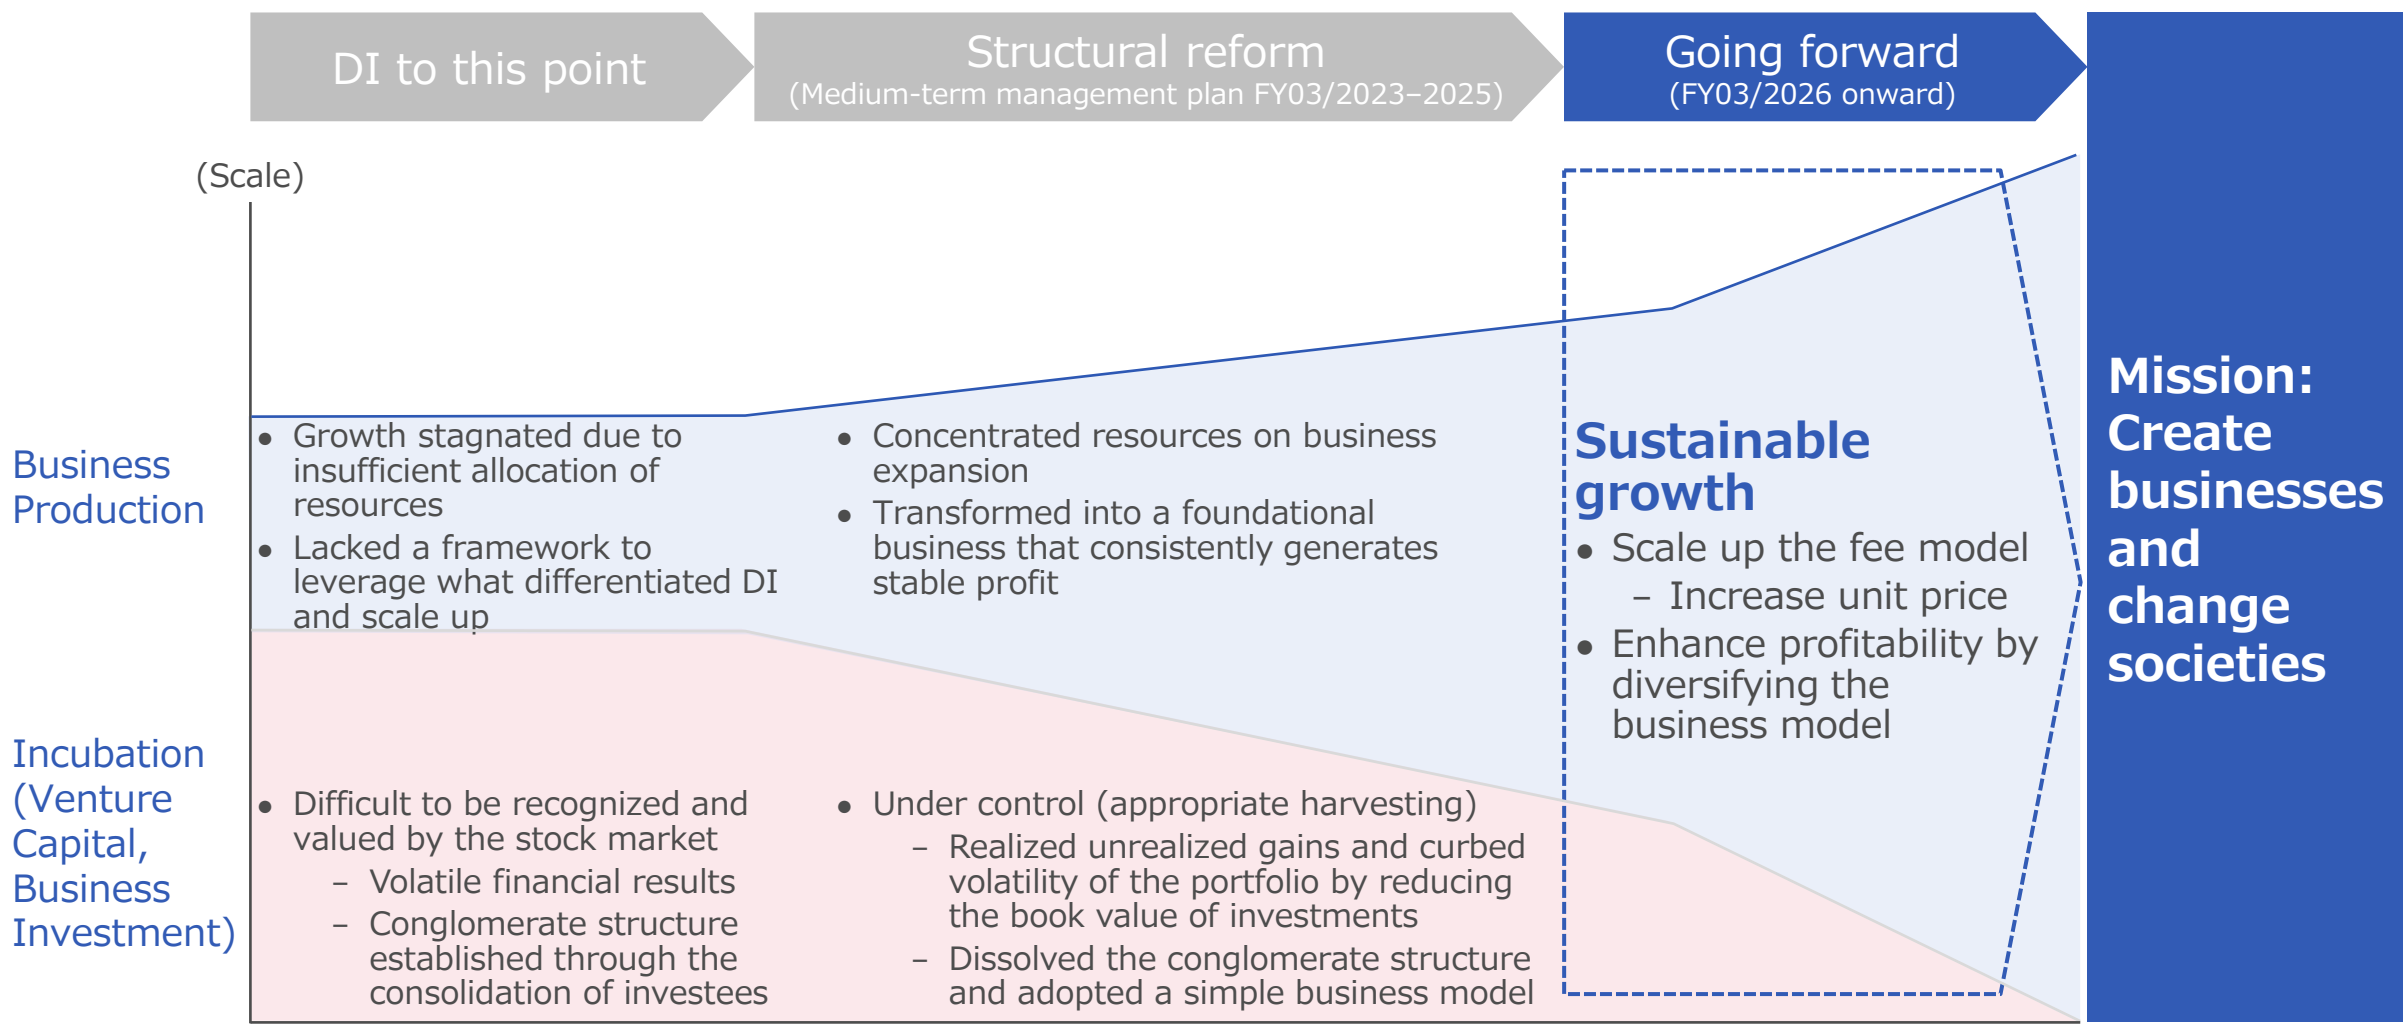 DI to this point
Structural reform
(Medium-term management plan FY03/2023–2025)
Going forward
(FY03/2026 onward)
(Scale)
Business
Production
● Growth stagnated due to
insufficient allocation of
resources
● Lacked a framework to
leverage what differentiated DI
and scale up
● Concentrated resources on business
expansion
● Transformed into a foundational
business that consistently generates
stable profit
Sustainable
growth
● Scale up the fee model
– Increase unit price
● Enhance profitability by
diversifying the
business model
Incubation
(Venture
Capital,
Business
Investment)
● Difficult to be recognized and
valued by the stock market
– Volatile financial results
– Conglomerate structure
established through the
consolidation of investees
● Under control (appropriate harvesting)
– Realized unrealized gains and curbed
volatility of the portfolio by reducing
the book value of investments
– Dissolved the conglomerate structure
and adopted a simple business model
Mission:
Create
businesses
and
change
societies